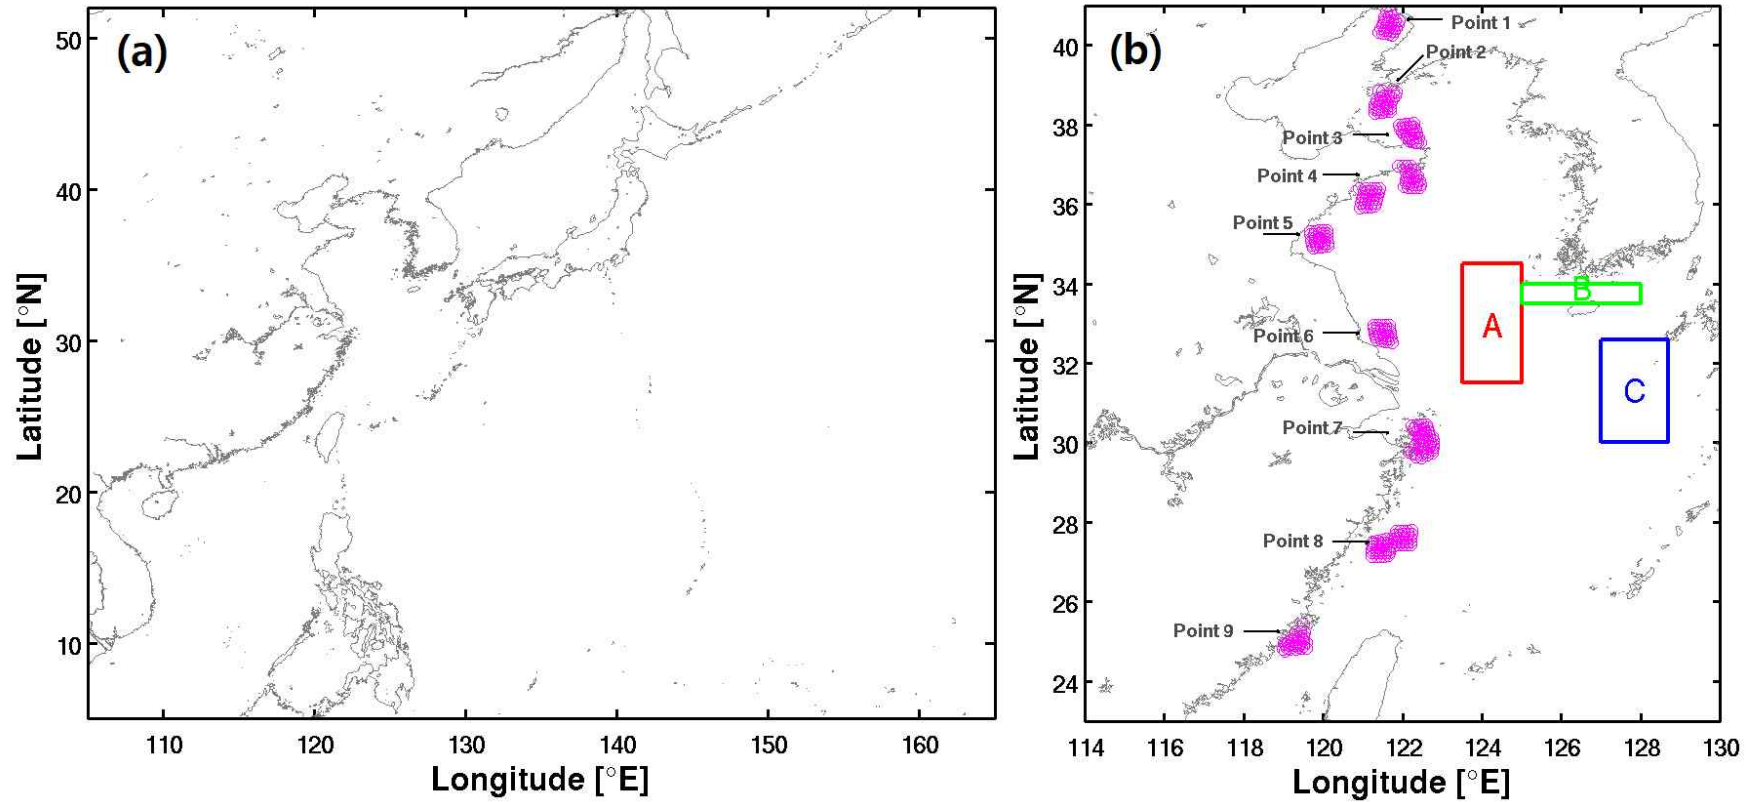 (a)
50
40
30
20
10
Latitude [°N]
110 120 130 140 150 160
Longitude [°E]
(b)
40
38
36
34
32
30
28
26
24
Latitude [°N]
Point 1
Point 2
Point 3
Point 4
Point 5
Point 6
Point 7
Point 8
Point 9
A
B
C
114 116 118 120 122 124 126 128 130
Longitude [°E]